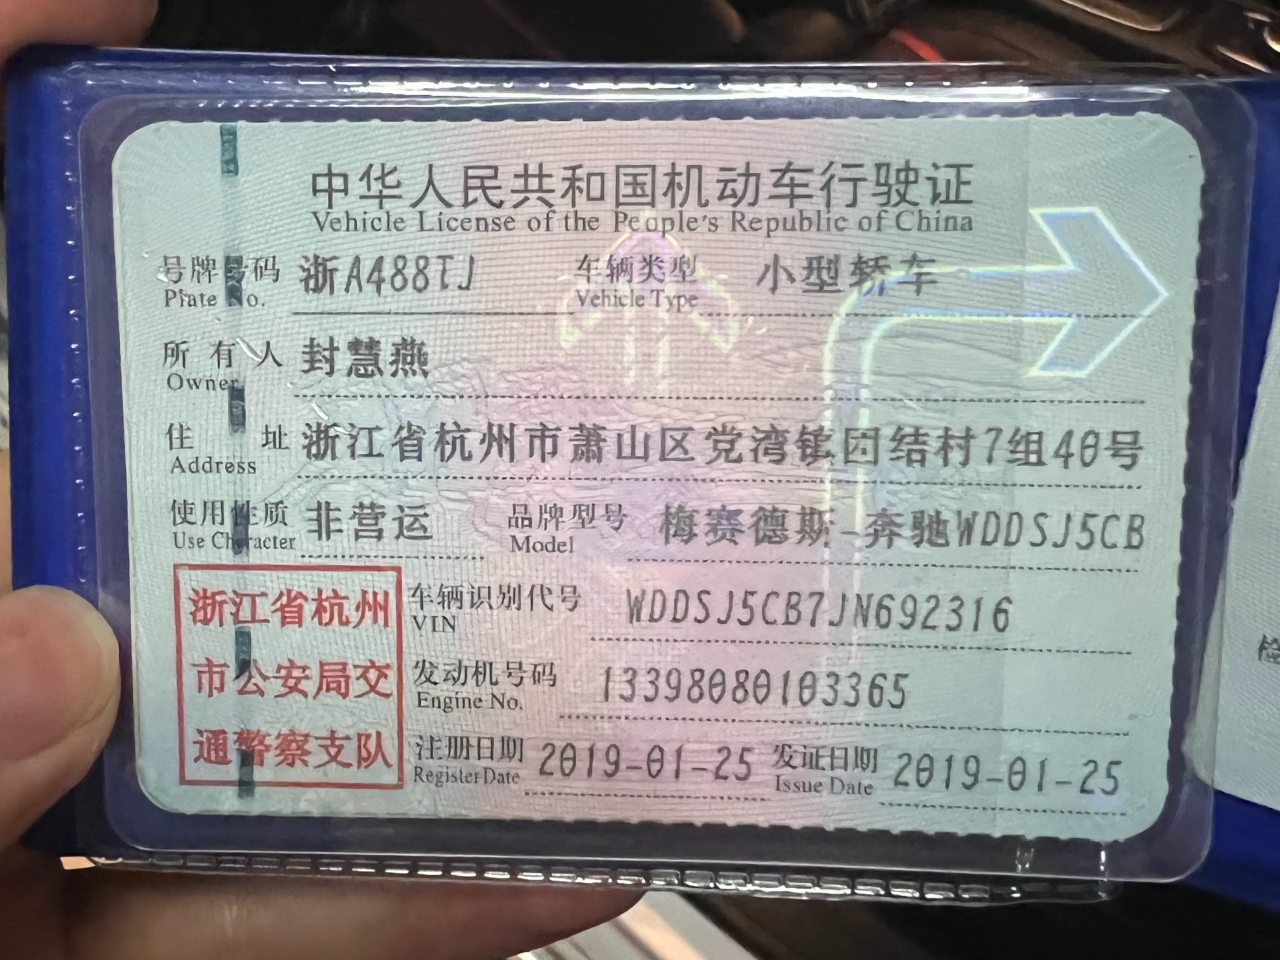 中华人民共和国机动车行驶证
Vehicle License of the People's Republic of China
号牌号码 浙A488TJ 车辆类型 小型轿车
Plate No. Vehicle Type
所有人 封慧燕
Owner
住址 浙江省杭州市萧山区党湾镇团结村7组40号
Address
使用性质 非营运 品牌型号 梅赛德斯-奔驰WDDSJ5CB
Use Character Model
浙江省杭州
市公安局交
通警察支队
车辆识别代号 WDDSJ5CB7JN692316
VIN
发动机号码 13398080103365
Engine No.
注册日期 2019-01-25 发证日期 2019-01-25
Register Date Issue Date